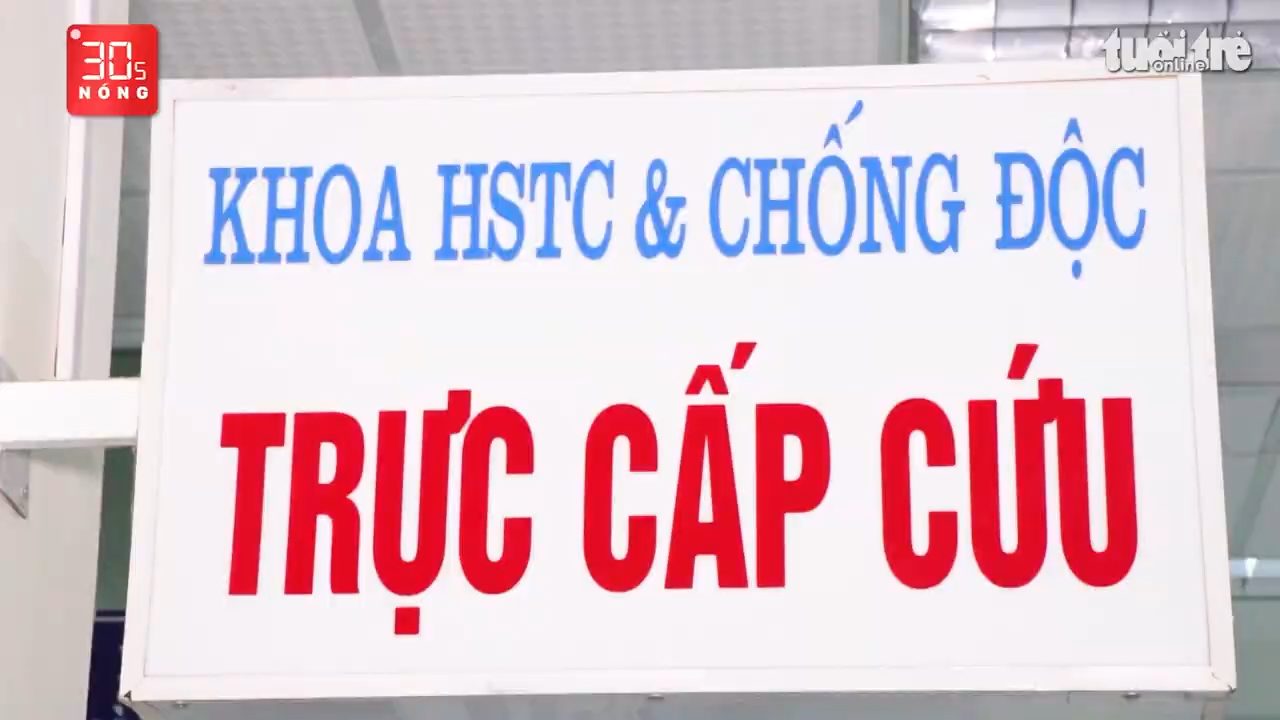 30s
NÓNG
tuổi trẻ
online
KHOA HSTC & CHỐNG ĐỘC
TRỰC CẤP CỨU